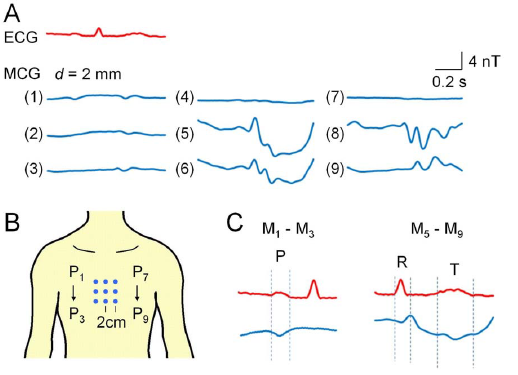 A
ECG
MCG d = 2 mm
4 nT
0.2 s
(1) (4) (7)
(2) (5) (8)
(3) (6) (9)
B
P1 P7
P3 P9
2cm
C
M1 - M3 M5 - M9
P
R T